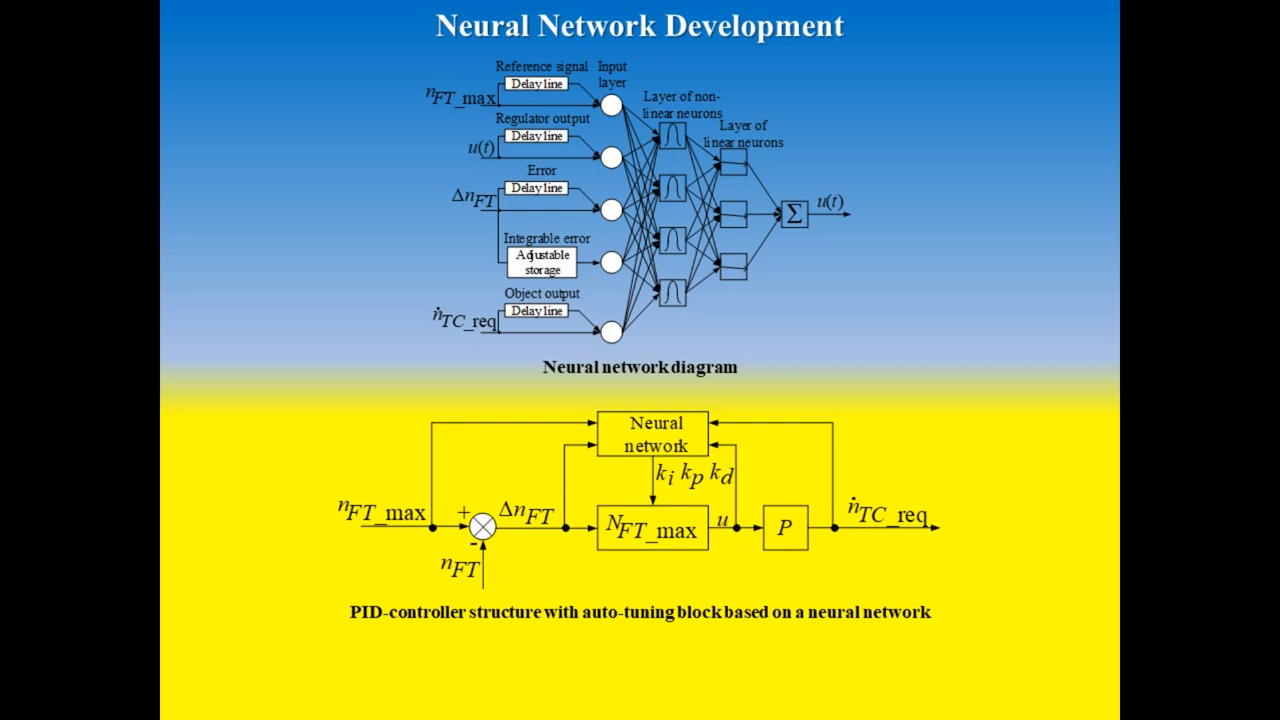 Neural Network Development
Reference signal
Input
layer
Delay line
nFT_max
Layer of non-
linear neurons
Regulator output
Delay line
u(t)
Layer of
linear neurons
Error
Delay line
ΔnFT
Σ
u(t)
Integrable error
Adjustable
storage
Object output
Delay line
ṅTC_req
Neural network diagram
Neural
network
ki kp kd
nFT_max
+
ΔnFT
NFT_max
u
P
ṅTC_req
-
nFT
PID-controller structure with auto-tuning block based on a neural network